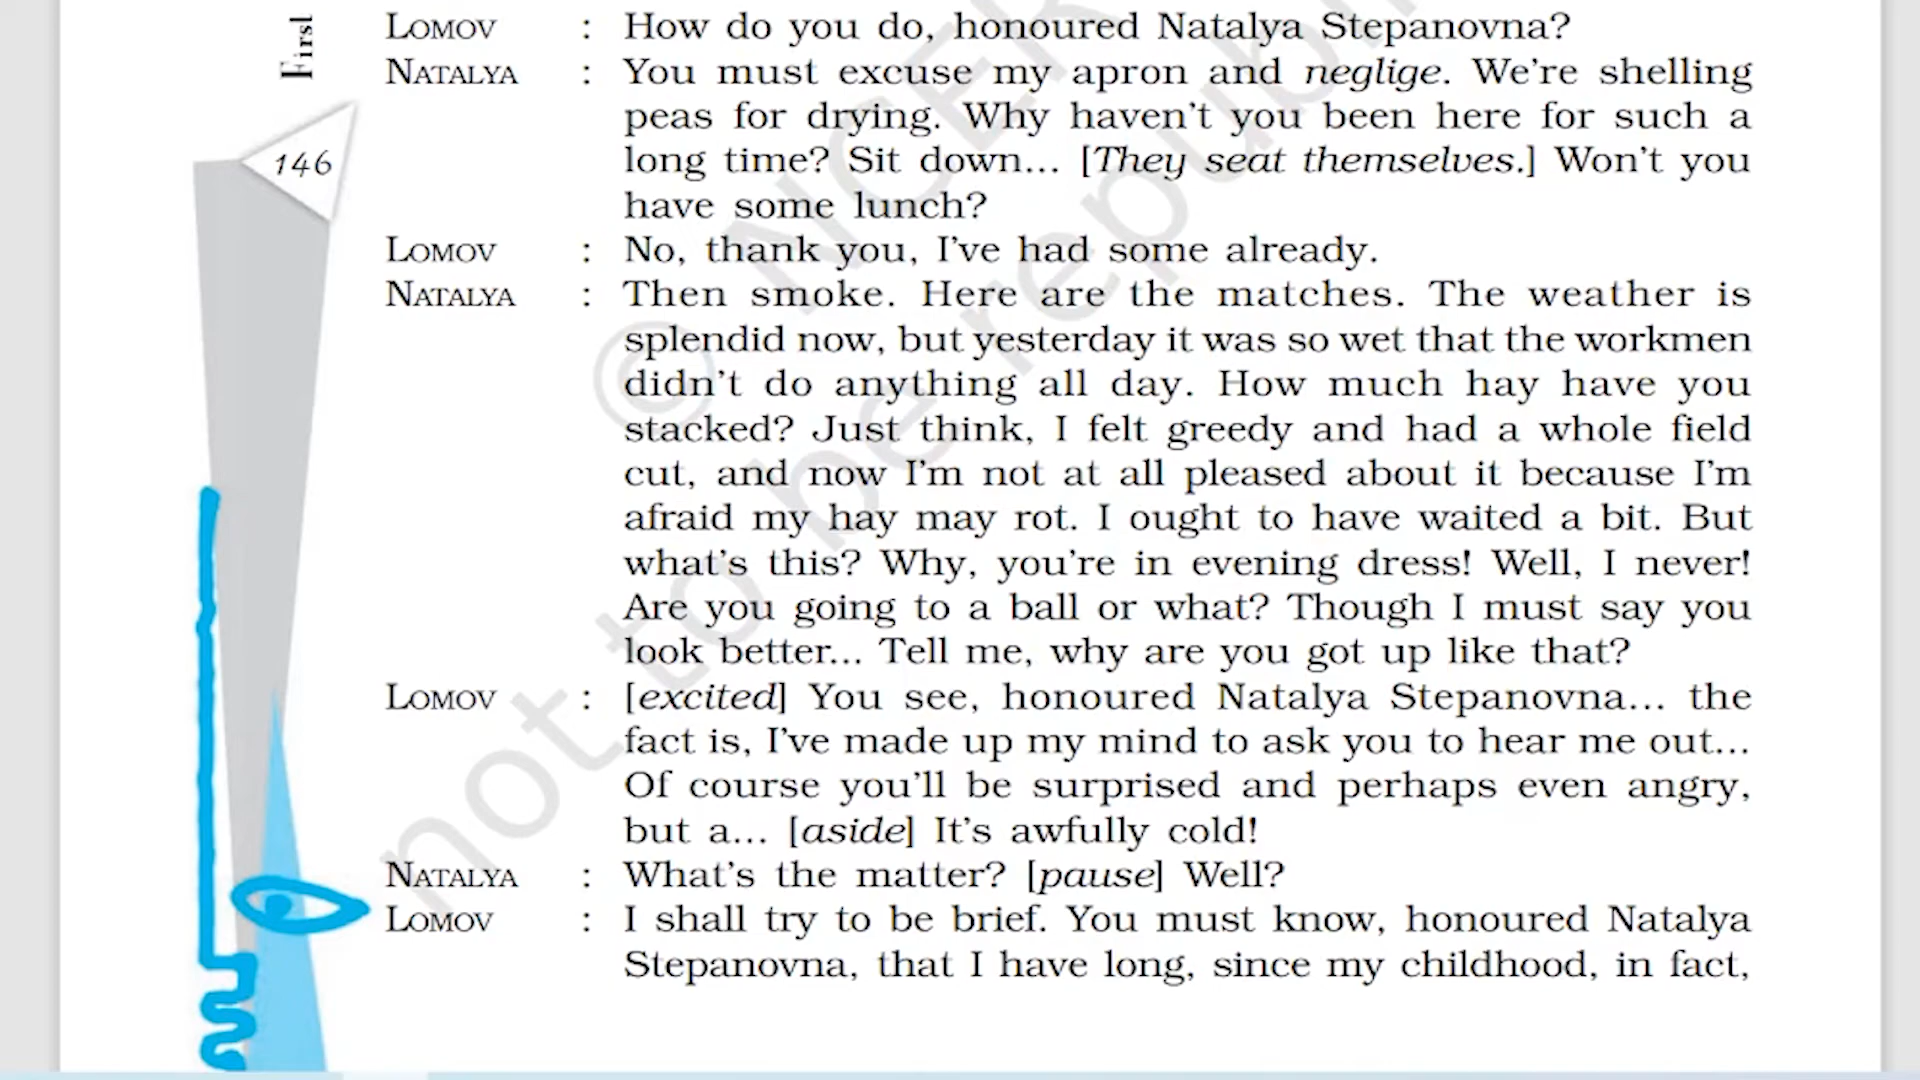 First
LOMOV : How do you do, honoured Natalya Stepanovna?
NATALYA : You must excuse my apron and neglige. We're shelling
peas for drying. Why haven't you been here for such a
146
long time? Sit down... [They seat themselves.] Won't you
have some lunch?
LOMOV : No, thank you, I've had some already.
NATALYA : Then smoke. Here are the matches. The weather is
splendid now, but yesterday it was so wet that the workmen
didn't do anything all day. How much hay have you
stacked? Just think, I felt greedy and had a whole field
cut, and now I'm not at all pleased about it because I'm
afraid my hay may rot. I ought to have waited a bit. But
what's this? Why, you're in evening dress! Well, I never!
Are you going to a ball or what? Though I must say you
look better... Tell me, why are you got up like that?
LOMOV : [excited] You see, honoured Natalya Stepanovna... the
fact is, I've made up my mind to ask you to hear me out...
Of course you'll be surprised and perhaps even angry,
but a... [aside] It's awfully cold!
NATALYA : What's the matter? [pause] Well?
LOMOV : I shall try to be brief. You must know, honoured Natalya
Stepanovna, that I have long, since my childhood, in fact,
© NCER
not to be republi